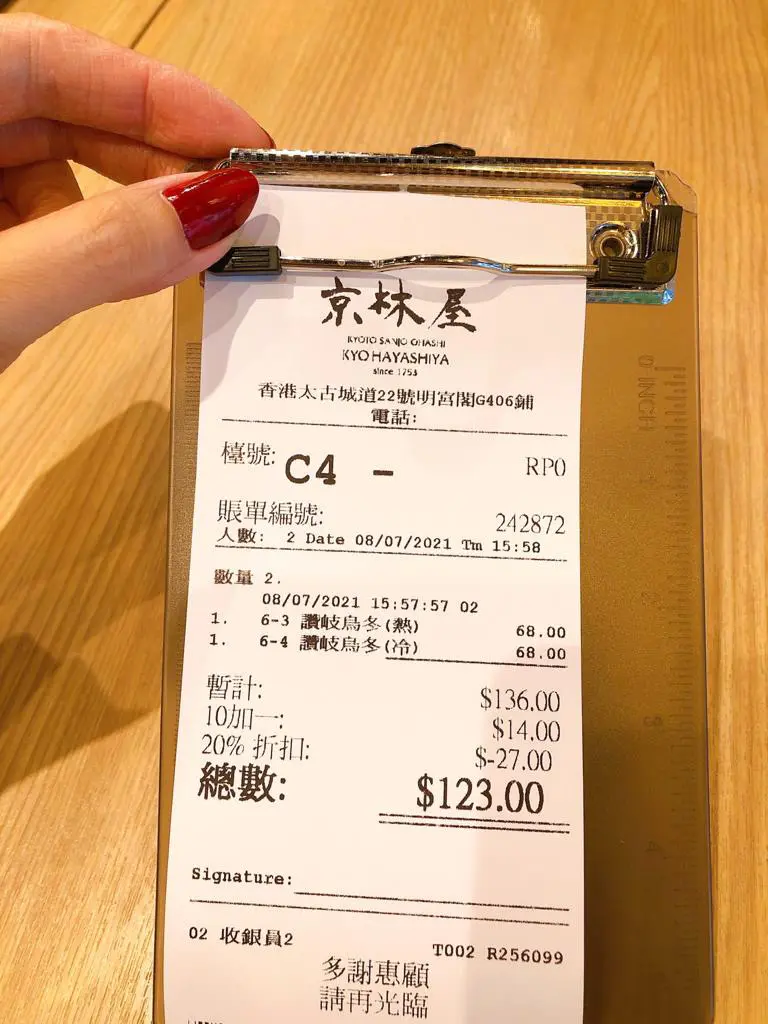 京林屋
KYOTO SANJO OHASHI
KYO HAYASHIYA
since 1753
香港太古城道22號明宮閣G406鋪
電話:
檯號: C4 - RP0
賬單編號: 242872
人數: 2 Date 08/07/2021 Tm 15:58
數量 2.
08/07/2021 15:57:57 02
1. 6-3 讚岐烏冬(熱) 68.00
1. 6-4 讚岐烏冬(冷) 68.00
暫計: $136.00
10加一: $14.00
20% 折扣: $-27.00
總數: $123.00
Signature:
02 收銀員2 T002 R256099
多謝惠顧
請再光臨
0 INCH